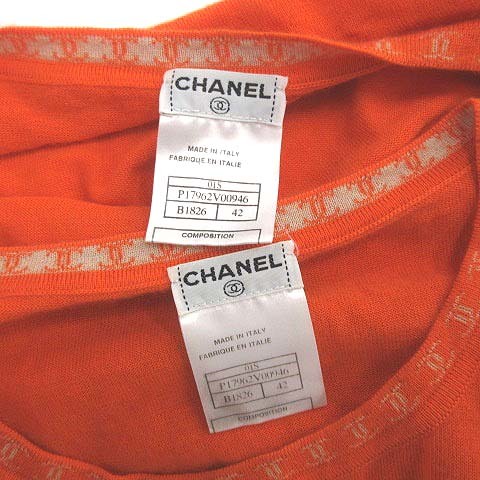 CHANEL
MADE IN ITALY
FABRIQUE EN ITALIE
01S
P17962V00946
B1826 42
COMPOSITION
CHANEL
MADE IN ITALY
FABRIQUE EN ITALIE
01S
P17962V00946
B1826 42
COMPOSITION